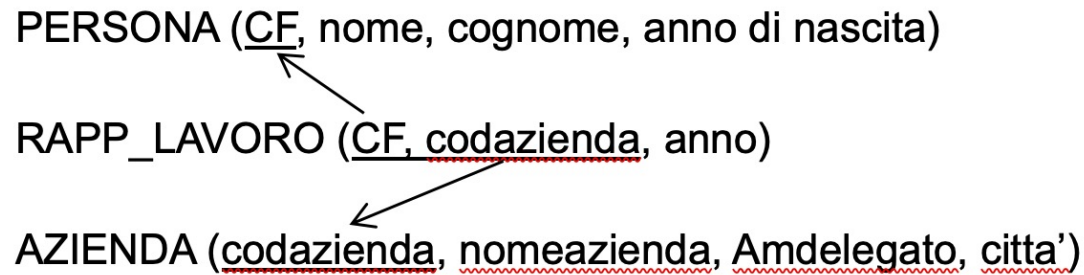 PERSONA (CF, nome, cognome, anno di nascita)
RAPP_LAVORO (CF, codazienda, anno)
AZIENDA (codazienda, nomeazienda, Amdelegato, citta’)